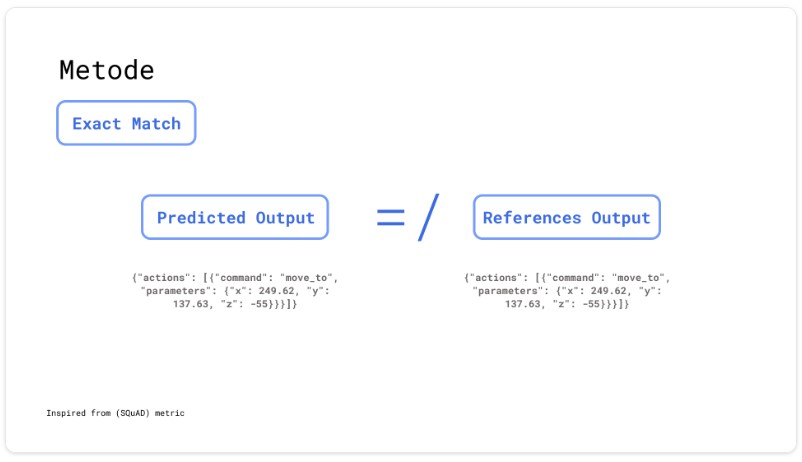 Metode
Exact Match
Predicted Output
=/
References Output
{"actions": [{"command": "move_to",
"parameters": {"x": 249.62, "y":
137.63, "z": -55}}}]}
{"actions": [{"command": "move_to",
"parameters": {"x": 249.62, "y":
137.63, "z": -55}}}]}
Inspired from (SQuAD) metric